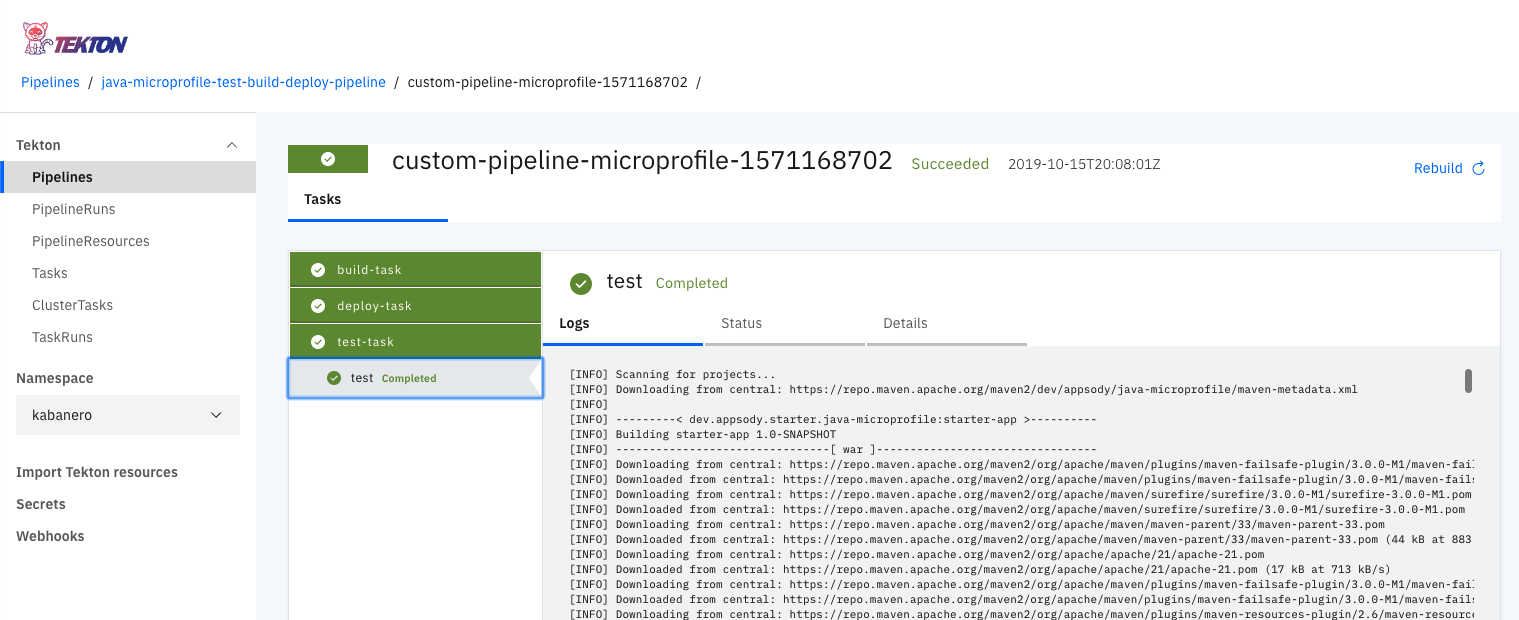 TEKTON
Pipelines / java-microprofile-test-build-deploy-pipeline / custom-pipeline-microprofile-1571168702 /
Tekton
Pipelines
PipelineRuns
PipelineResources
Tasks
ClusterTasks
TaskRuns
Namespace
kabanero
Import Tekton resources
Secrets
Webhooks
custom-pipeline-microprofile-1571168702 Succeeded 2019-10-15T20:08:01Z
Rebuild
Tasks
build-task
deploy-task
test-task
test Completed
test Completed
Logs Status Details
[INFO] Scanning for projects...
[INFO] Downloading from central: https://repo.maven.apache.org/maven2/dev/appsody/java-microprofile/maven-metadata.xml
[INFO]
[INFO] ---------< dev.appsody.starter.java-microprofile:starter-app >----------
[INFO] Building starter-app 1.0-SNAPSHOT
[INFO] --------------------------------[ war ]---------------------------------
[INFO] Downloading from central: https://repo.maven.apache.org/maven2/org/apache/maven/plugins/maven-failsafe-plugin/3.0.0-M1/maven-fail
[INFO] Downloaded from central: https://repo.maven.apache.org/maven2/org/apache/maven/plugins/maven-failsafe-plugin/3.0.0-M1/maven-fails
[INFO] Downloading from central: https://repo.maven.apache.org/maven2/org/apache/maven/surefire/surefire/3.0.0-M1/surefire-3.0.0-M1.pom
[INFO] Downloaded from central: https://repo.maven.apache.org/maven2/org/apache/maven/surefire/surefire/3.0.0-M1/surefire-3.0.0-M1.pom
[INFO] Downloading from central: https://repo.maven.apache.org/maven2/org/apache/maven/maven-parent/33/maven-parent-33.pom
[INFO] Downloaded from central: https://repo.maven.apache.org/maven2/org/apache/maven/maven-parent/33/maven-parent-33.pom (44 kB at 883
[INFO] Downloading from central: https://repo.maven.apache.org/maven2/org/apache/apache/21/apache-21.pom
[INFO] Downloaded from central: https://repo.maven.apache.org/maven2/org/apache/apache/21/apache-21.pom (17 kB at 713 kB/s)
[INFO] Downloading from central: https://repo.maven.apache.org/maven2/org/apache/maven/plugins/maven-failsafe-plugin/3.0.0-M1/maven-fail
[INFO] Downloaded from central: https://repo.maven.apache.org/maven2/org/apache/maven/plugins/maven-failsafe-plugin/3.0.0-M1/maven-fails
[INFO] Downloading from central: https://repo.maven.apache.org/maven2/org/apache/maven/plugins/maven-resources-plugin/2.6/maven-resource